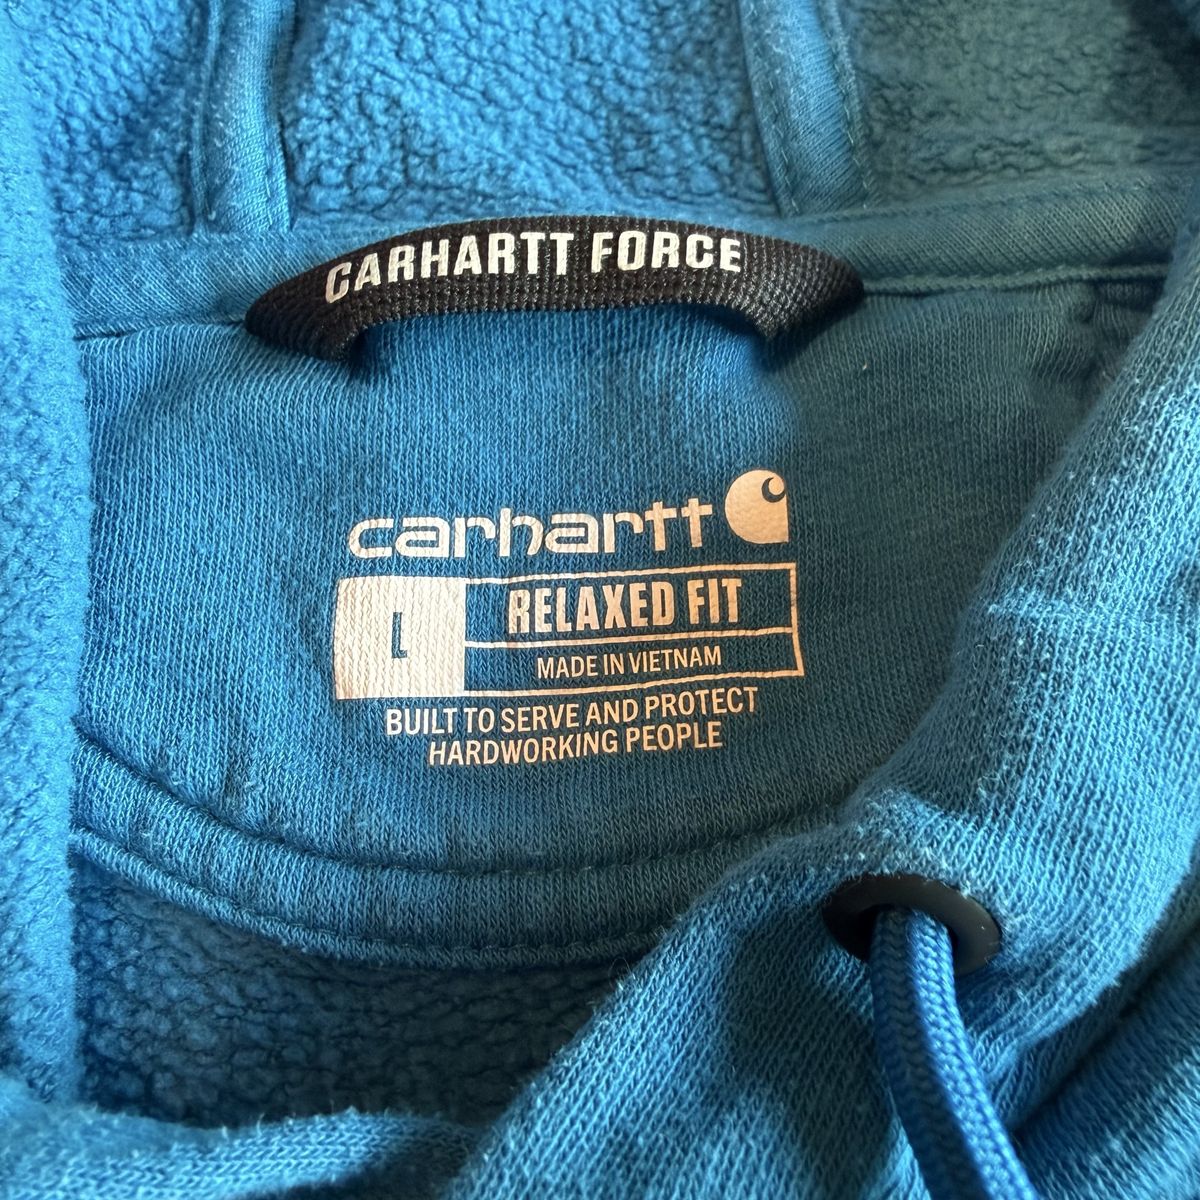 CARHARTT FORCE
carhartt
L
RELAXED FIT
MADE IN VIETNAM
BUILT TO SERVE AND PROTECT
HARDWORKING PEOPLE